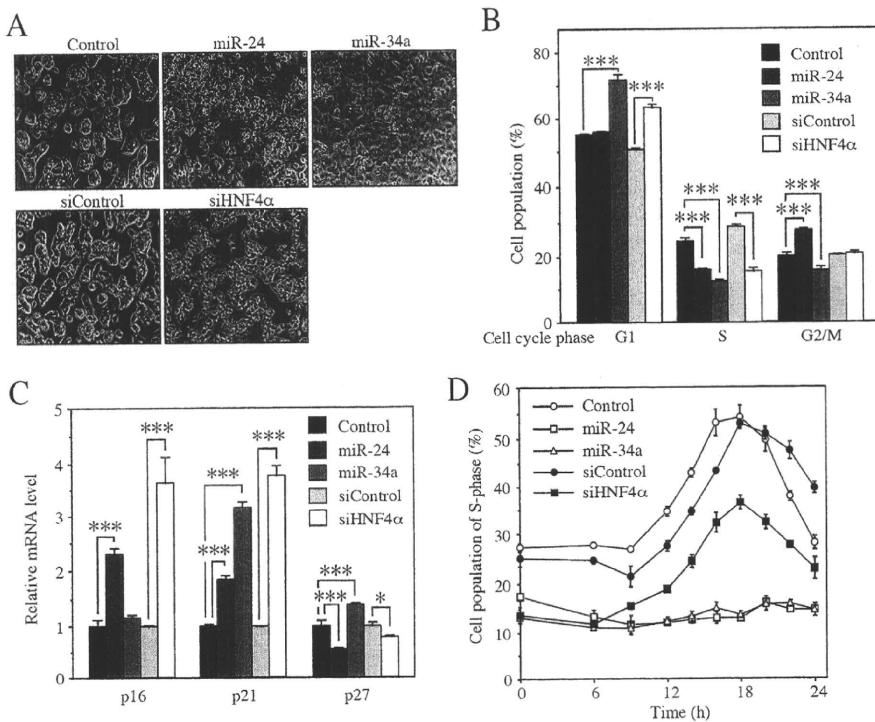 A
Control miR-24 miR-34a
siControl siHNF4α
B
Cell population (%)
80
60
40
20
0
***
***
***
***
***
***
***
Control
miR-24
miR-34a
siControl
siHNF4α
Cell cycle phase G1 S G2/M
C
Relative mRNA level
5
4
3
2
1
0
***
***
***
***
***
***
***
*
Control
miR-24
miR-34a
siControl
siHNF4α
p16 p21 p27
D
Cell population of S-phase (%)
60
50
40
30
20
10
0
Control
miR-24
miR-34a
siControl
siHNF4α
0 6 12 18 24
Time (h)